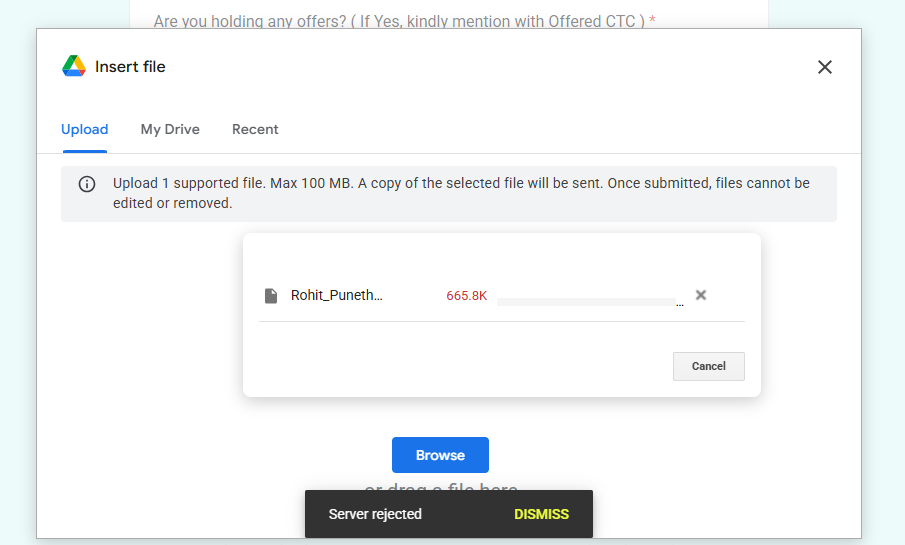 Are you holding any offers? ( If Yes, kindly mention with Offered CTC ) *
Insert file
Upload My Drive Recent
Upload 1 supported file. Max 100 MB. A copy of the selected file will be sent. Once submitted, files cannot be
edited or removed.
Rohit_Puneth... 665.8K ...
Cancel
Browse
or drag a file here
Server rejected DISMISS